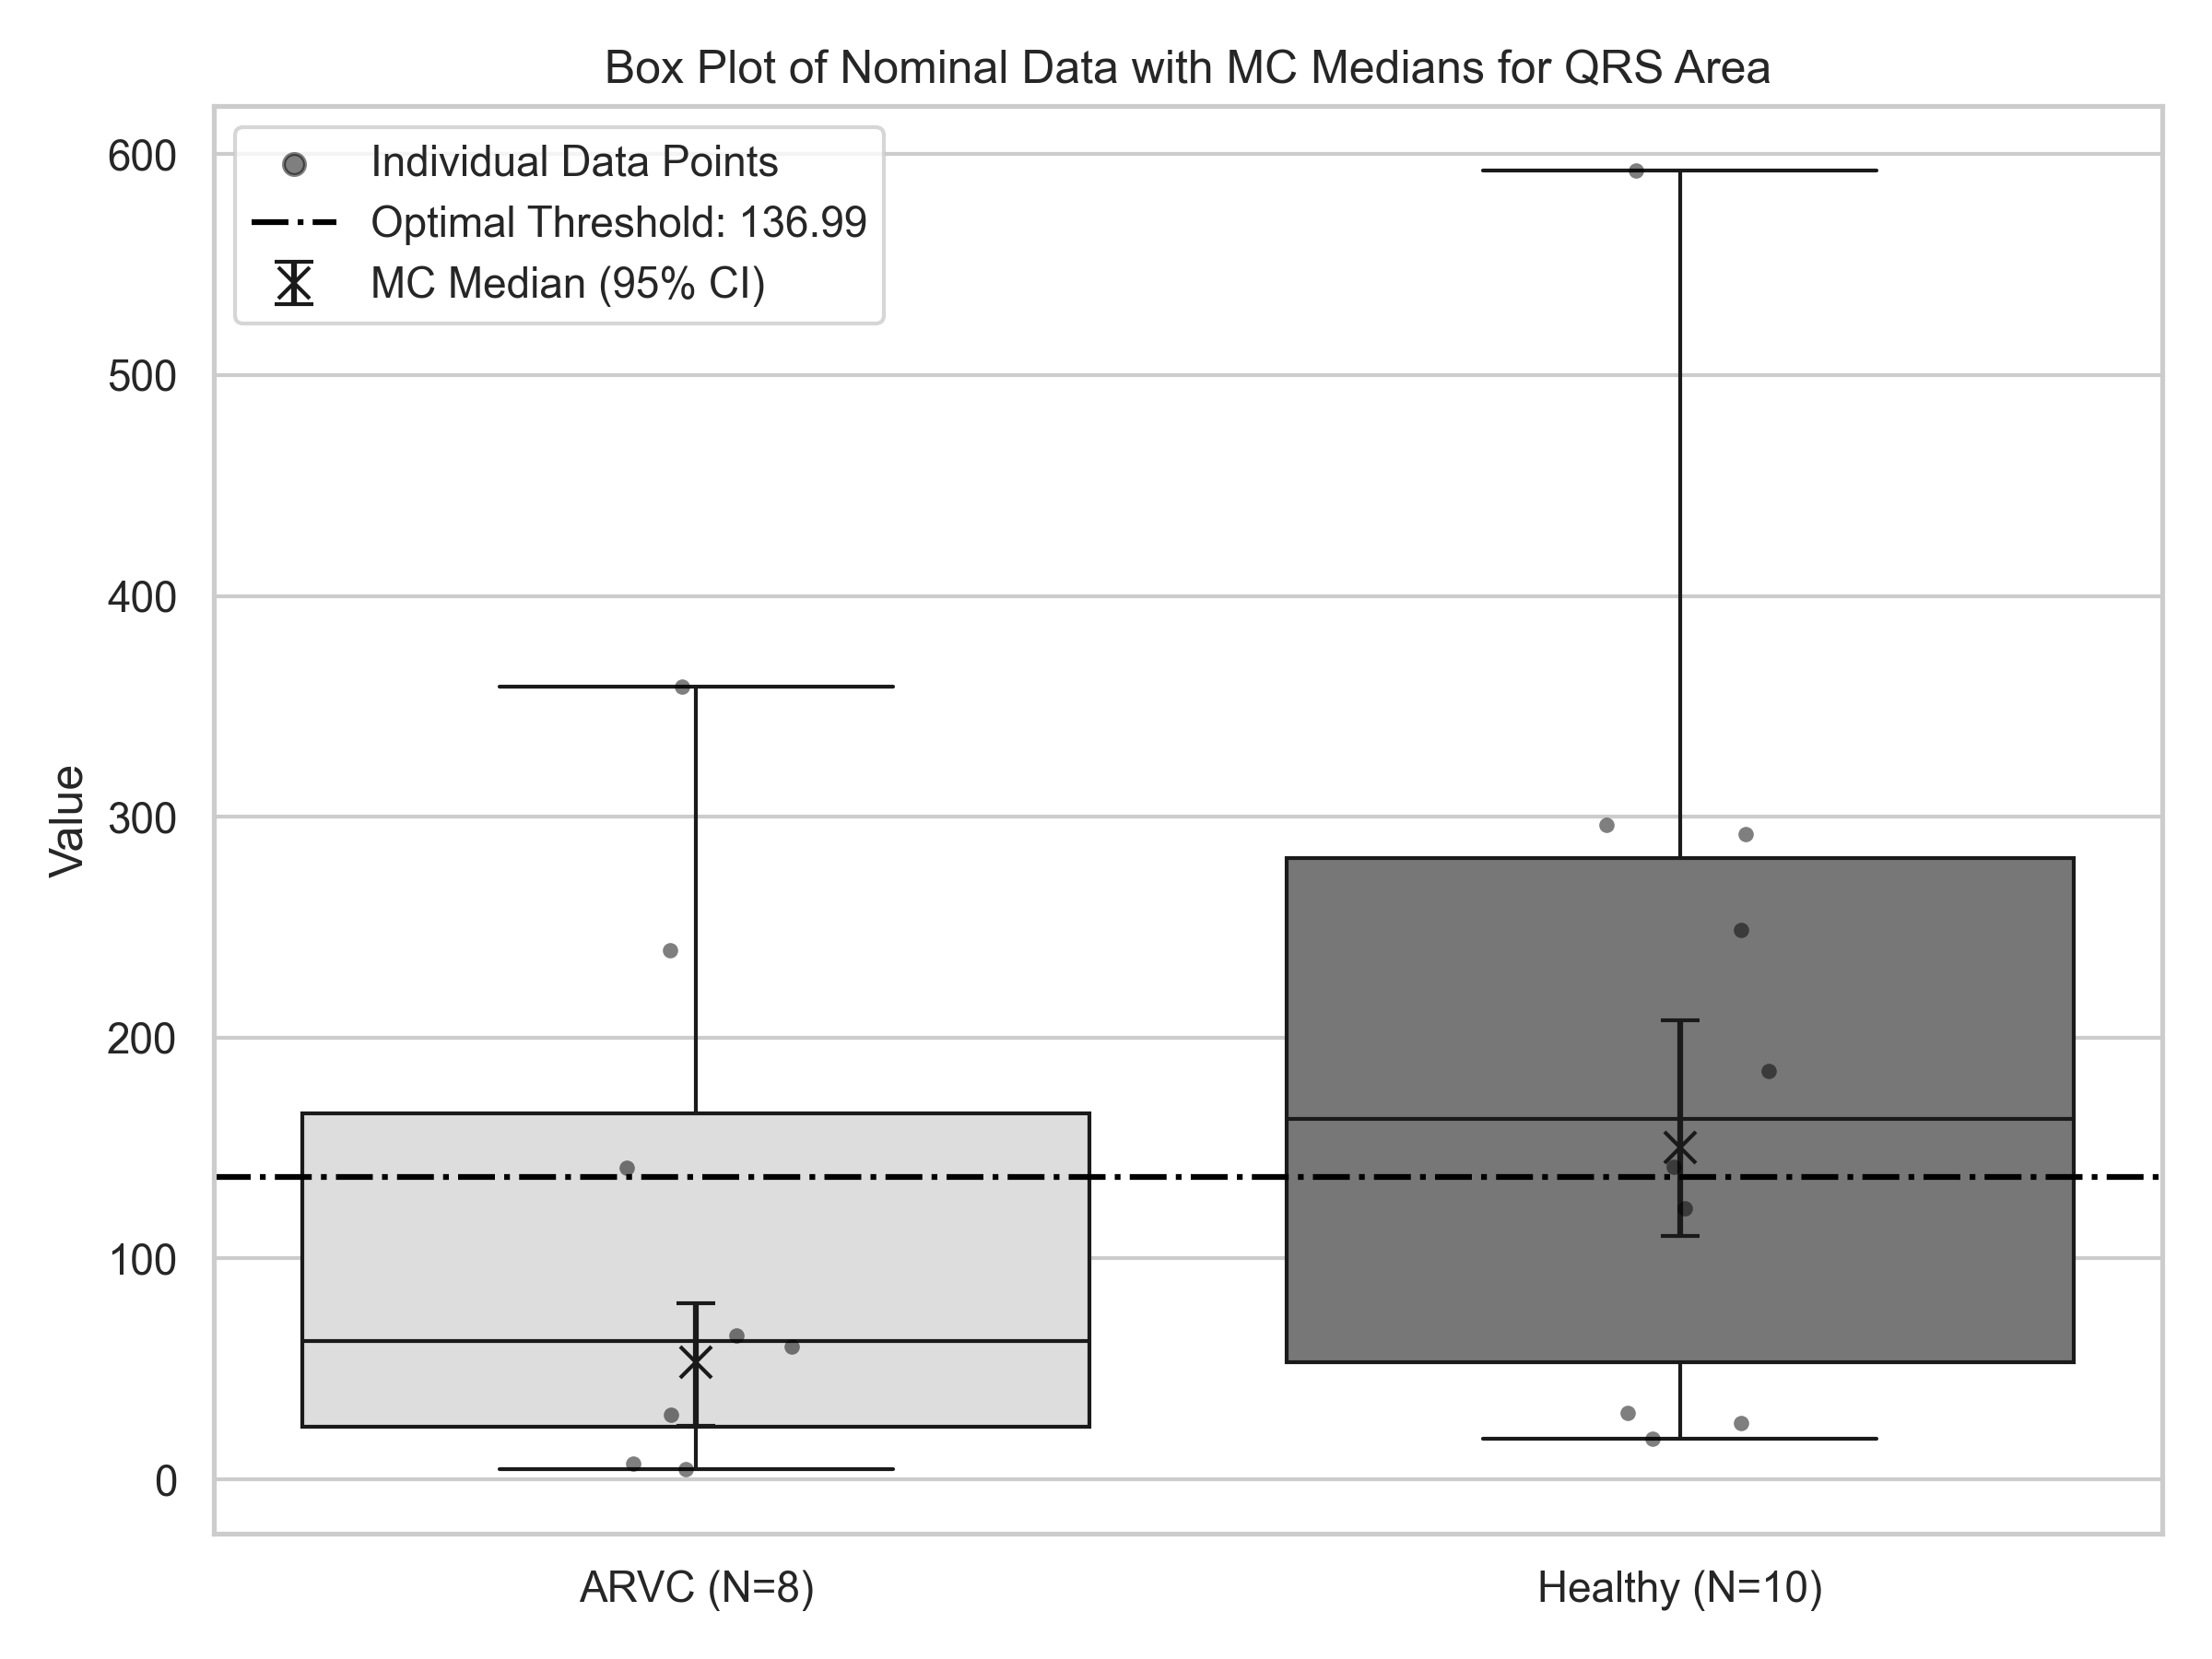 Box Plot of Nominal Data with MC Medians for QRS Area
Individual Data Points
Optimal Threshold: 136.99
MC Median (95% CI)
Value
600
500
400
300
200
100
0
ARVC (N=8)
Healthy (N=10)